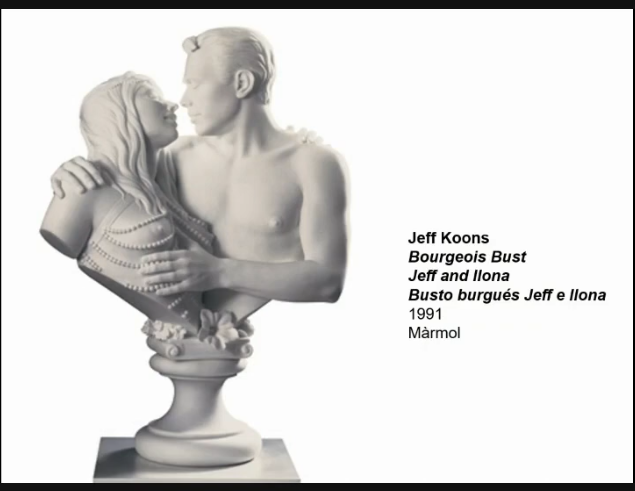 Jeff Koons
Bourgeois Bust
Jeff and Ilona
Busto burgués Jeff e Ilona
1991
Màrmol